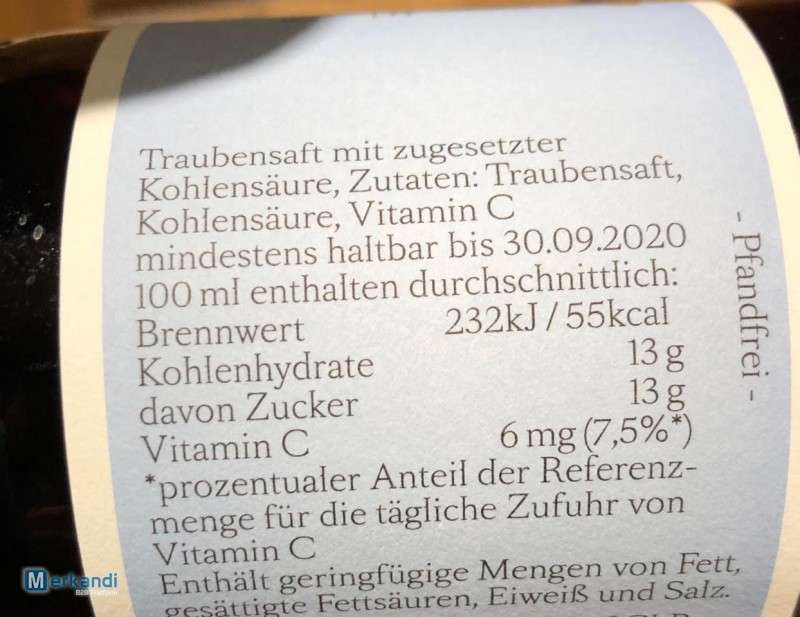 Traubensaft mit zugesetzter
Kohlensäure, Zutaten: Traubensaft,
Kohlensäure, Vitamin C
mindestens haltbar bis 30.09.2020
100 ml enthalten durchschnittlich:
Brennwert 232kJ / 55kcal
Kohlenhydrate 13 g
davon Zucker 13 g
Vitamin C 6 mg (7,5%*)
*prozentualer Anteil der Referenz-
menge für die tägliche Zufuhr von
Vitamin C
Enthält geringfügige Mengen von Fett,
gesättigte Fettsäuren, Eiweiß und Salz.
- Pfandfrei -
Merkandi